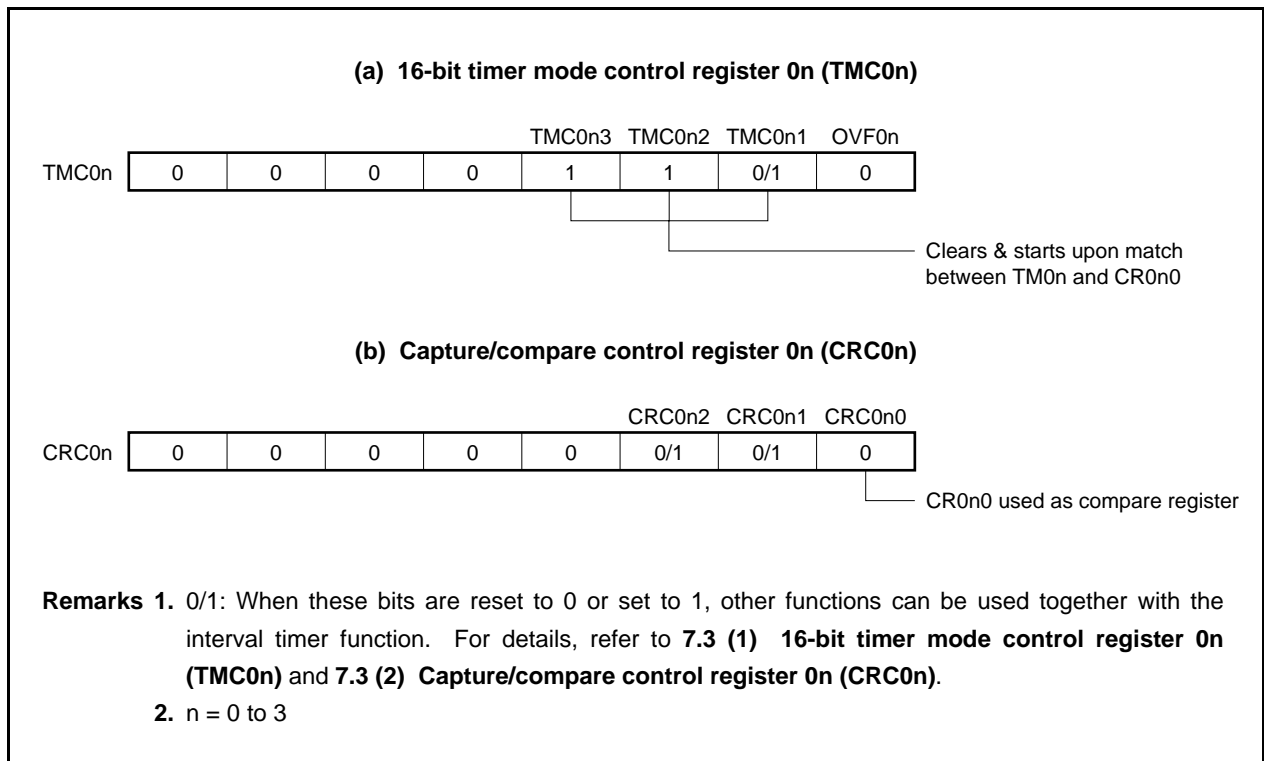 (a) 16-bit timer mode control register 0n (TMC0n)
TMC0n3 TMC0n2 TMC0n1 OVF0n
TMC0n 0 0 0 0 1 1 0/1 0
Clears & starts upon match
between TM0n and CR0n0
(b) Capture/compare control register 0n (CRC0n)
CRC0n2 CRC0n1 CRC0n0
CRC0n 0 0 0 0 0 0/1 0/1 0
CR0n0 used as compare register
Remarks 1. 0/1: When these bits are reset to 0 or set to 1, other functions can be used together with the
interval timer function. For details, refer to 7.3 (1) 16-bit timer mode control register 0n
(TMC0n) and 7.3 (2) Capture/compare control register 0n (CRC0n).
2. n = 0 to 3